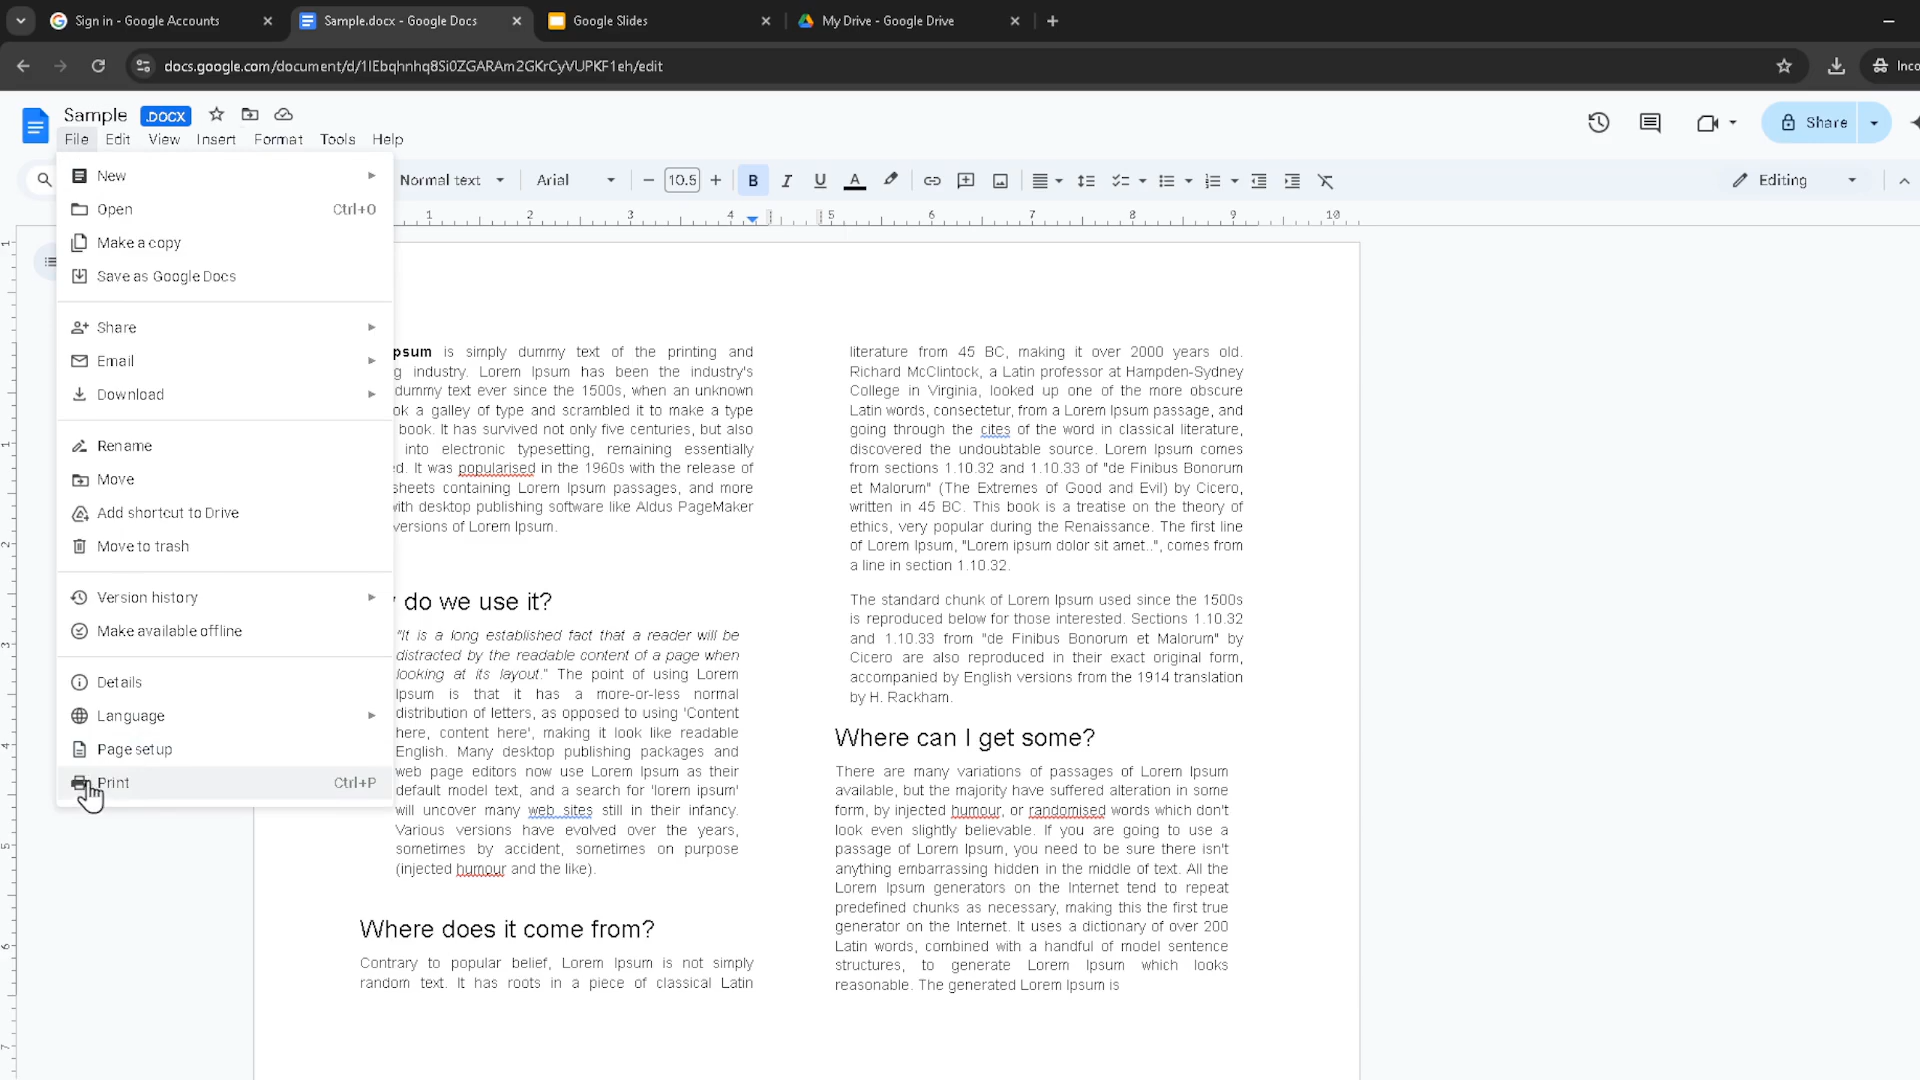 Sign in - Google Accounts
Sample.docx - Google Docs
Google Slides
My Drive - Google Drive
docs.google.com/document/d/1IEbqhnhq8Si0ZGARAm2GKrCyVUPKF1eh/edit
Inco
Sample .DOCX
File Edit View Insert Format Tools Help
Share
Normal text Arial 10.5 B I U A
Editing
1 2 3 4 5 6 7 8 9 10
New
Open Ctrl+O
Make a copy
Save as Google Docs
Share
Email
Download
Rename
Move
Add shortcut to Drive
Move to trash
Version history
Make available offline
Details
Language
Page setup
Print Ctrl+P
1
1
2
3
4
5
6
7
psum is simply dummy text of the printing and
g industry. Lorem Ipsum has been the industry's
dummy text ever since the 1500s, when an unknown
ok a galley of type and scrambled it to make a type
book. It has survived not only five centuries, but also
into electronic typesetting, remaining essentially
d. It was popularised in the 1960s with the release of
sheets containing Lorem Ipsum passages, and more
ith desktop publishing software like Aldus PageMaker
versions of Lorem Ipsum.
do we use it?
"It is a long established fact that a reader will be
distracted by the readable content of a page when
looking at its layout." The point of using Lorem
Ipsum is that it has a more-or-less normal
distribution of letters, as opposed to using 'Content
here, content here', making it look like readable
English. Many desktop publishing packages and
web page editors now use Lorem Ipsum as their
default model text, and a search for 'lorem ipsum'
will uncover many web sites still in their infancy.
Various versions have evolved over the years,
sometimes by accident, sometimes on purpose
(injected humour and the like).
Where does it come from?
Contrary to popular belief, Lorem Ipsum is not simply
random text. It has roots in a piece of classical Latin
literature from 45 BC, making it over 2000 years old.
Richard McClintock, a Latin professor at Hampden-Sydney
College in Virginia, looked up one of the more obscure
Latin words, consectetur, from a Lorem Ipsum passage, and
going through the cites of the word in classical literature,
discovered the undoubtable source. Lorem Ipsum comes
from sections 1.10.32 and 1.10.33 of "de Finibus Bonorum
et Malorum" (The Extremes of Good and Evil) by Cicero,
written in 45 BC. This book is a treatise on the theory of
ethics, very popular during the Renaissance. The first line
of Lorem Ipsum, "Lorem ipsum dolor sit amet..", comes from
a line in section 1.10.32.
The standard chunk of Lorem Ipsum used since the 1500s
is reproduced below for those interested. Sections 1.10.32
and 1.10.33 from "de Finibus Bonorum et Malorum" by
Cicero are also reproduced in their exact original form,
accompanied by English versions from the 1914 translation
by H. Rackham.
Where can I get some?
There are many variations of passages of Lorem Ipsum
available, but the majority have suffered alteration in some
form, by injected humour, or randomised words which don't
look even slightly believable. If you are going to use a
passage of Lorem Ipsum, you need to be sure there isn't
anything embarrassing hidden in the middle of text. All the
Lorem Ipsum generators on the Internet tend to repeat
predefined chunks as necessary, making this the first true
generator on the Internet. It uses a dictionary of over 200
Latin words, combined with a handful of model sentence
structures, to generate Lorem Ipsum which looks
reasonable. The generated Lorem Ipsum is